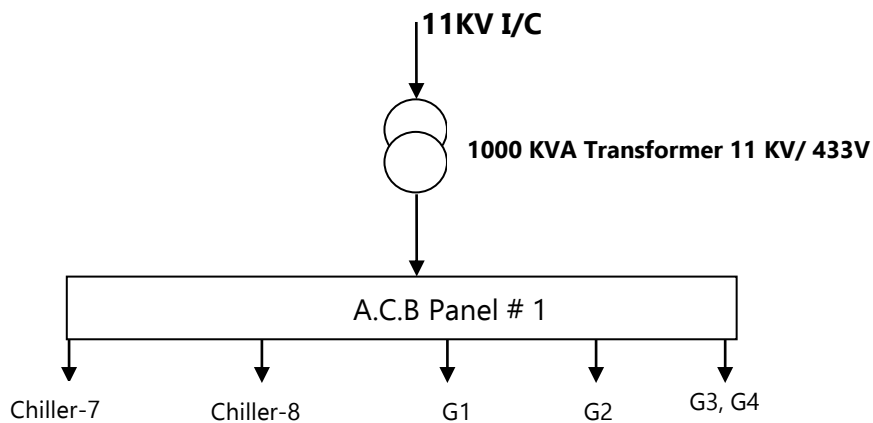 11KV I/C
1000 KVA Transformer 11 KV/ 433V
A.C.B Panel # 1
Chiller-7
Chiller-8
G1
G2
G3, G4